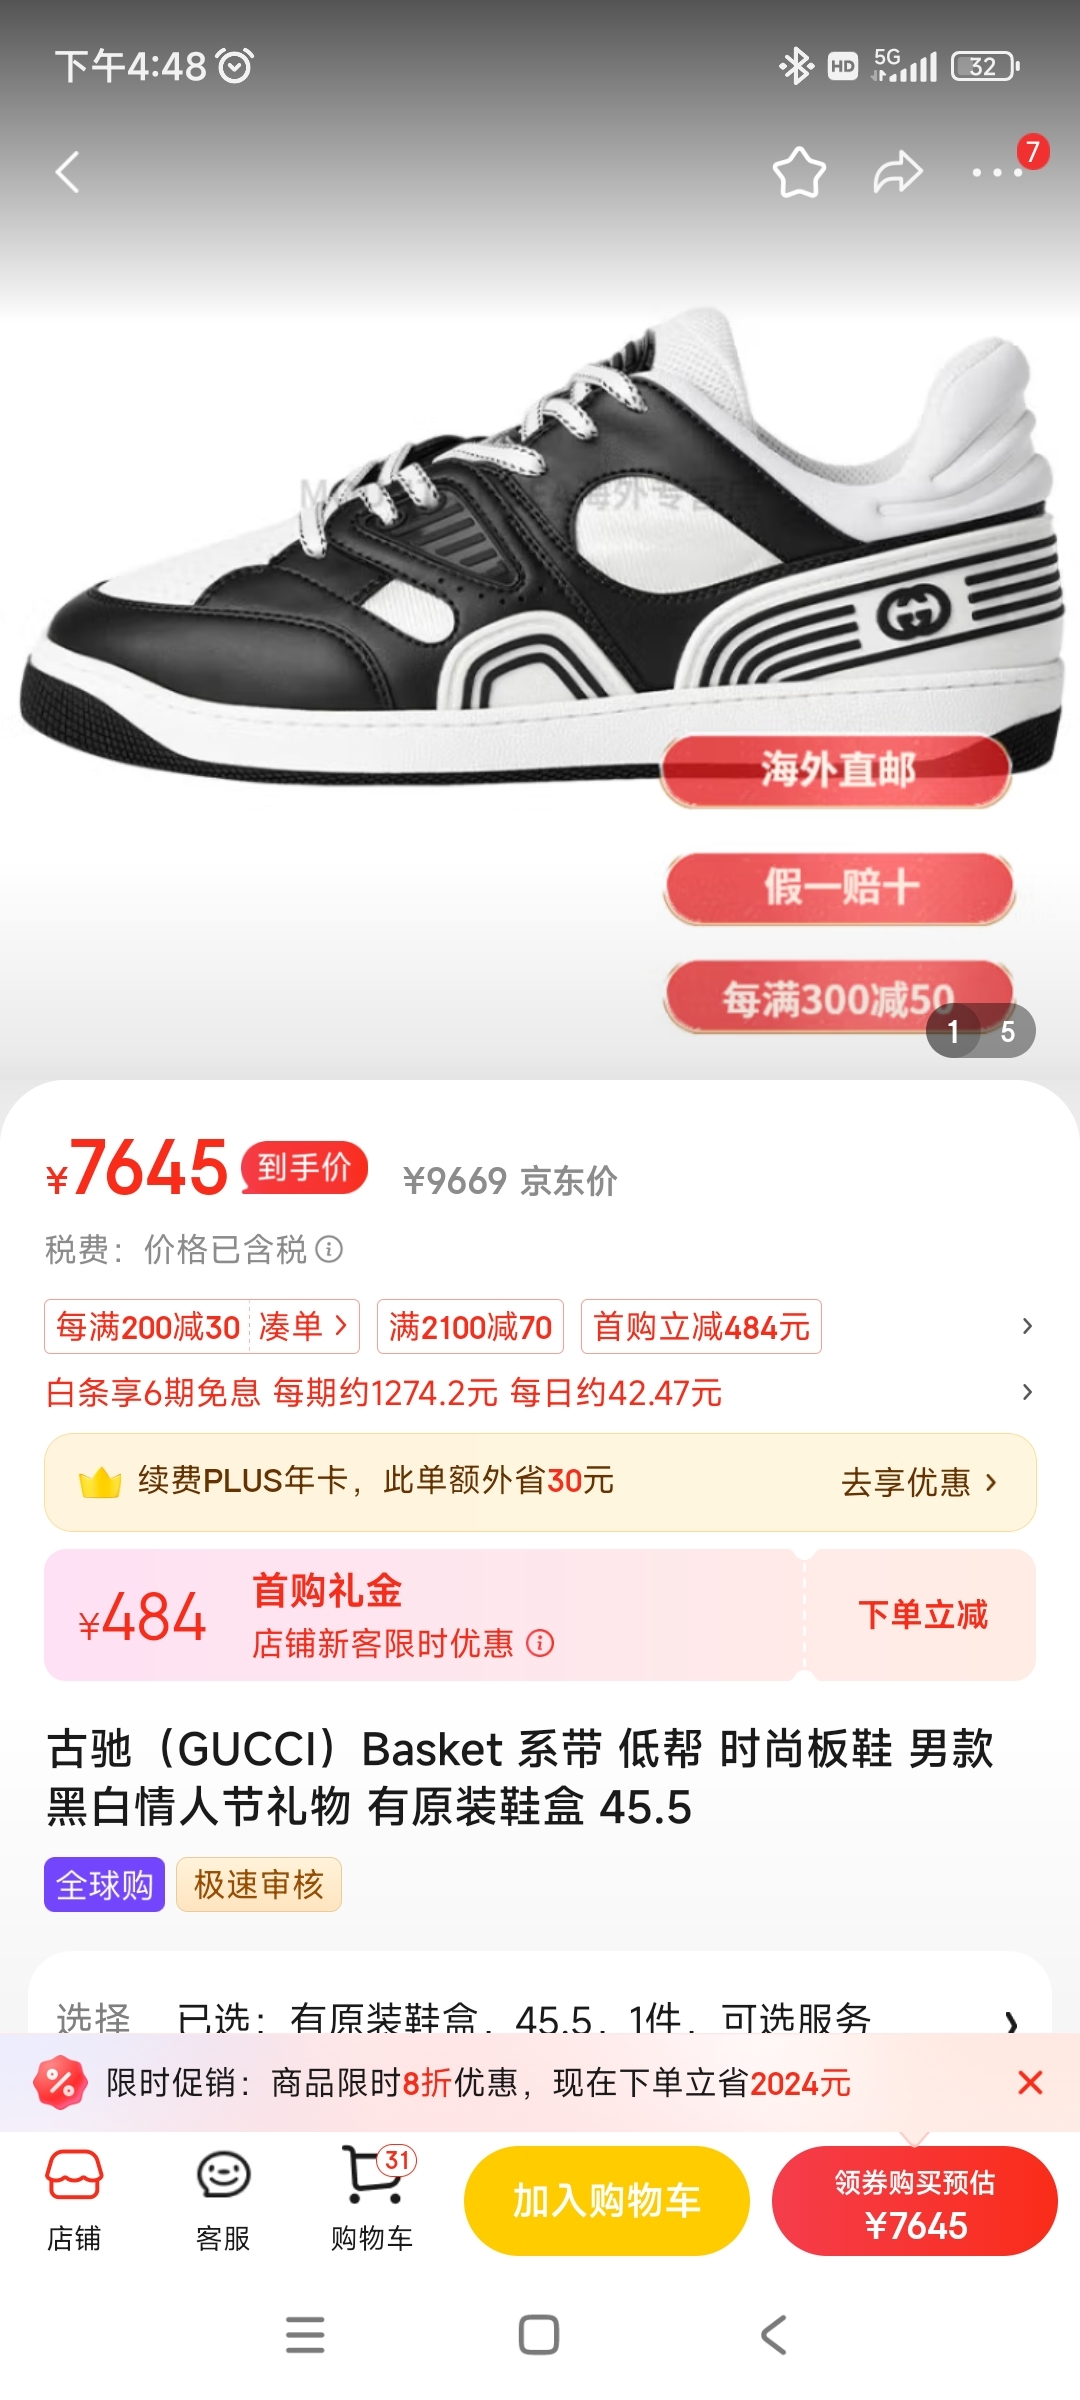 下午4:48
HD 5G 32
7
海外专营店
海外直邮
假一赔十
每满300减50
1 5
¥7645 到手价 ¥9669 京东价
税费：价格已含税
每满200减30 凑单 满2100减70 首购立减484元
白条享6期免息 每期约1274.2元 每日约42.47元
续费PLUS年卡，此单额外省30元 去享优惠
¥484 首购礼金 下单立减
店铺新客限时优惠
古驰（GUCCI）Basket 系带 低帮 时尚板鞋 男款
黑白情人节礼物 有原装鞋盒 45.5
全球购 极速审核
选择 已选：有原装鞋盒，45.5，1件，可选服务
限时促销：商品限时8折优惠，现在下单立省2024元
31
店铺 客服 购物车 加入购物车 领券购买预估
¥7645